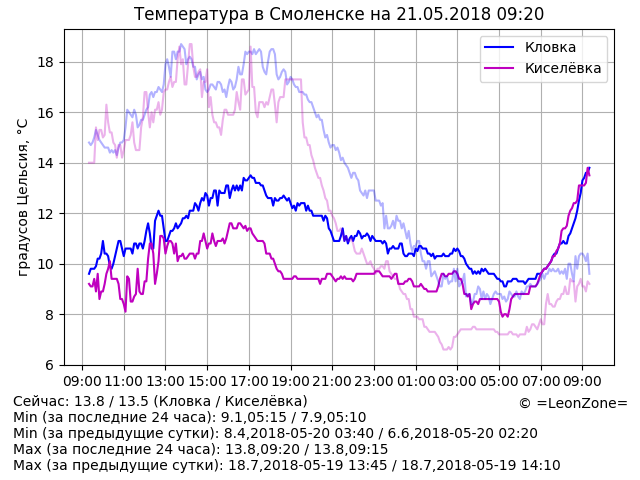 Температура в Смоленске на 21.05.2018 09:20
Кловка
Киселёвка
градусов Цельсия, °C
18
16
14
12
10
8
6
09:00 11:00 13:00 15:00 17:00 19:00 21:00 23:00 01:00 03:00 05:00 07:00 09:00
Сейчас: 13.8 / 13.5 (Кловка / Киселёвка)
© =LeonZone=
Min (за последние 24 часа): 9.1,05:15 / 7.9,05:10
Min (за предыдущие сутки): 8.4,2018-05-20 03:40 / 6.6,2018-05-20 02:20
Max (за последние 24 часа): 13.8,09:20 / 13.8,09:15
Max (за предыдущие сутки): 18.7,2018-05-19 13:45 / 18.7,2018-05-19 14:10